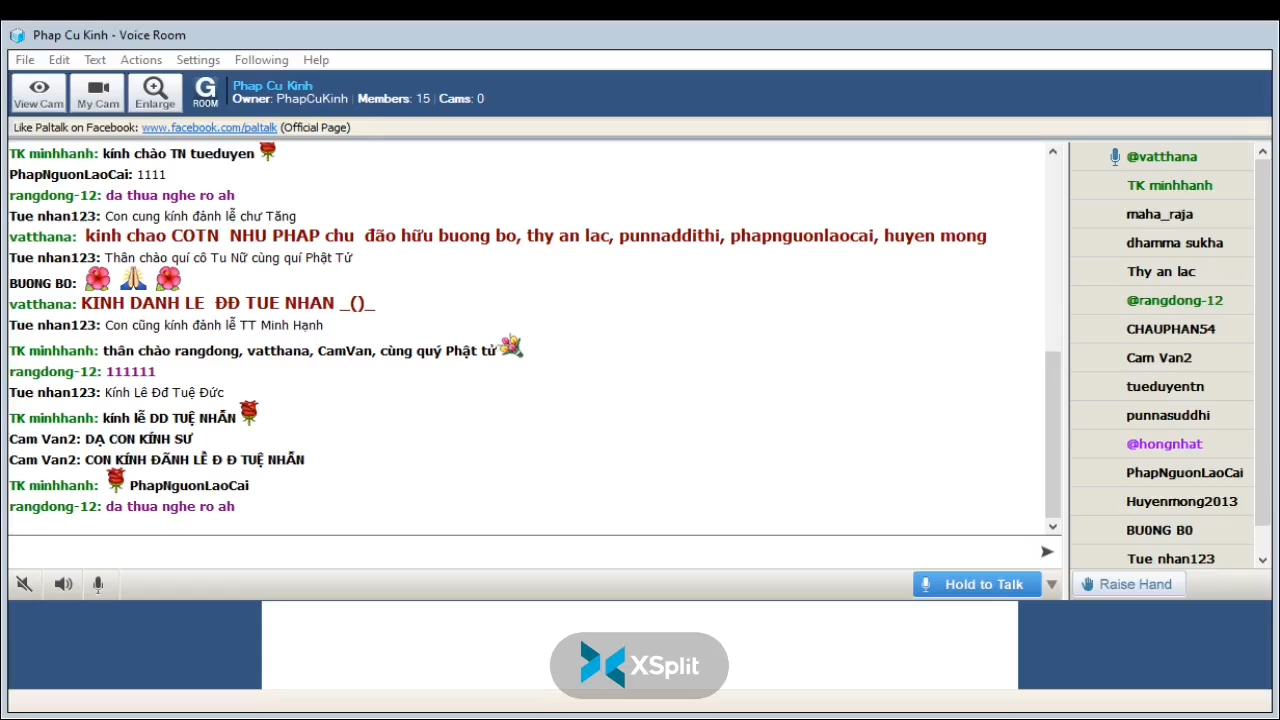 Phap Cu Kinh - Voice Room
File Edit Text Actions Settings Following Help
View Cam
My Cam
Enlarge
G
ROOM
Phap Cu Kinh
Owner: PhapCuKinh | Members: 15 | Cams: 0
Like Paltalk on Facebook: www.facebook.com/paltalk (Official Page)
TK minhhanh: kính chào TN tueduyen
PhapNguonLaoCai: 1111
rangdong-12: da thua nghe ro ah
Tue nhan123: Con cung kính đảnh lễ chư Tăng
vatthana: kinh chao COTN NHU PHAP chu đão hữu buong bo, thy an lac, punnaddithi, phapnguonlaocai, huyen mong
Tue nhan123: Thân chào quí cô Tu Nữ cùng quí Phật Tử
BUONG BO:
vatthana: KINH DANH LE ĐĐ TUE NHAN _()_
Tue nhan123: Con cũng kính đảnh lễ TT Minh Hạnh
TK minhhanh: thân chào rangdong, vatthana, CamVan, cùng quý Phật tử
rangdong-12: 111111
Tue nhan123: Kính Lê Đđ Tuệ Đức
TK minhhanh: kính lễ DD TUỆ NHẪN
Cam Van2: DẠ CON KÍNH SƯ
Cam Van2: CON KÍNH ĐÃNH LỄ Đ Đ TUỆ NHẪN
TK minhhanh: PhapNguonLaoCai
rangdong-12: da thua nghe ro ah
Hold to Talk
@vatthana
TK minhhanh
maha_raja
dhamma sukha
Thy an lac
@rangdong-12
CHAUPHAN54
Cam Van2
tueduyentn
punnasuddhi
@hongnhat
PhapNguonLaoCai
Huyenmong2013
BU0NG B0
Tue nhan123
Raise Hand
XSplit